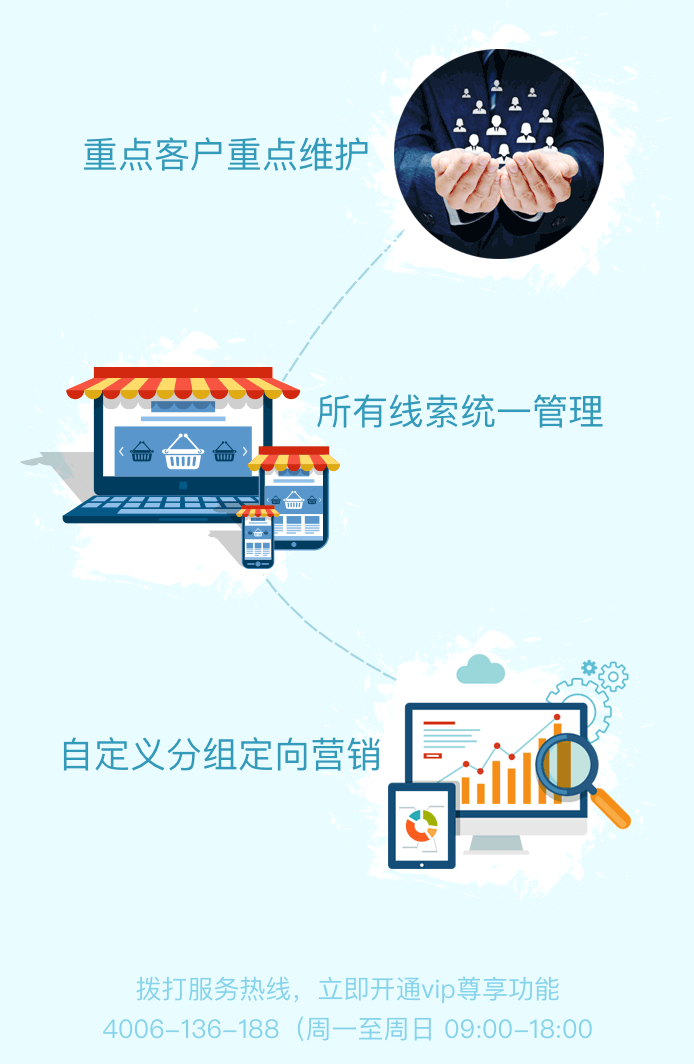 重点客户重点维护
所有线索统一管理
自定义分组定向营销
拨打服务热线，立即开通vip尊享功能
4006-136-188（周一至周日 09:00-18:00